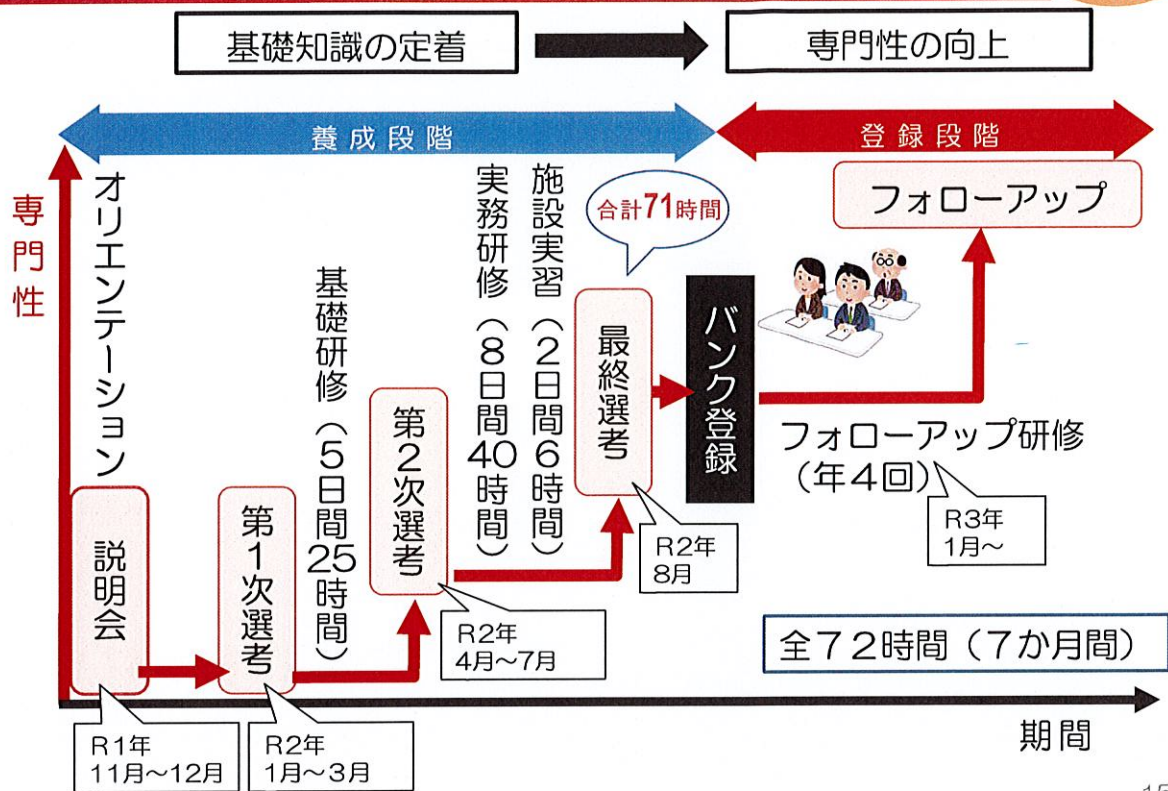 基礎知識の定着
専門性の向上
養成段階
登録段階
専門性
オリエンテーション
説明会
R1年
11月～12月
第1次選考
R2年
1月～3月
基礎研修（5日間25時間）
第2次選考
R2年
4月～7月
実務研修（8日間40時間）
施設実習（2日間6時間）
合計71時間
最終選考
R2年
8月
バンク登録
フォローアップ
フォローアップ研修
（年4回）
R3年
1月～
全72時間（7か月間）
期間